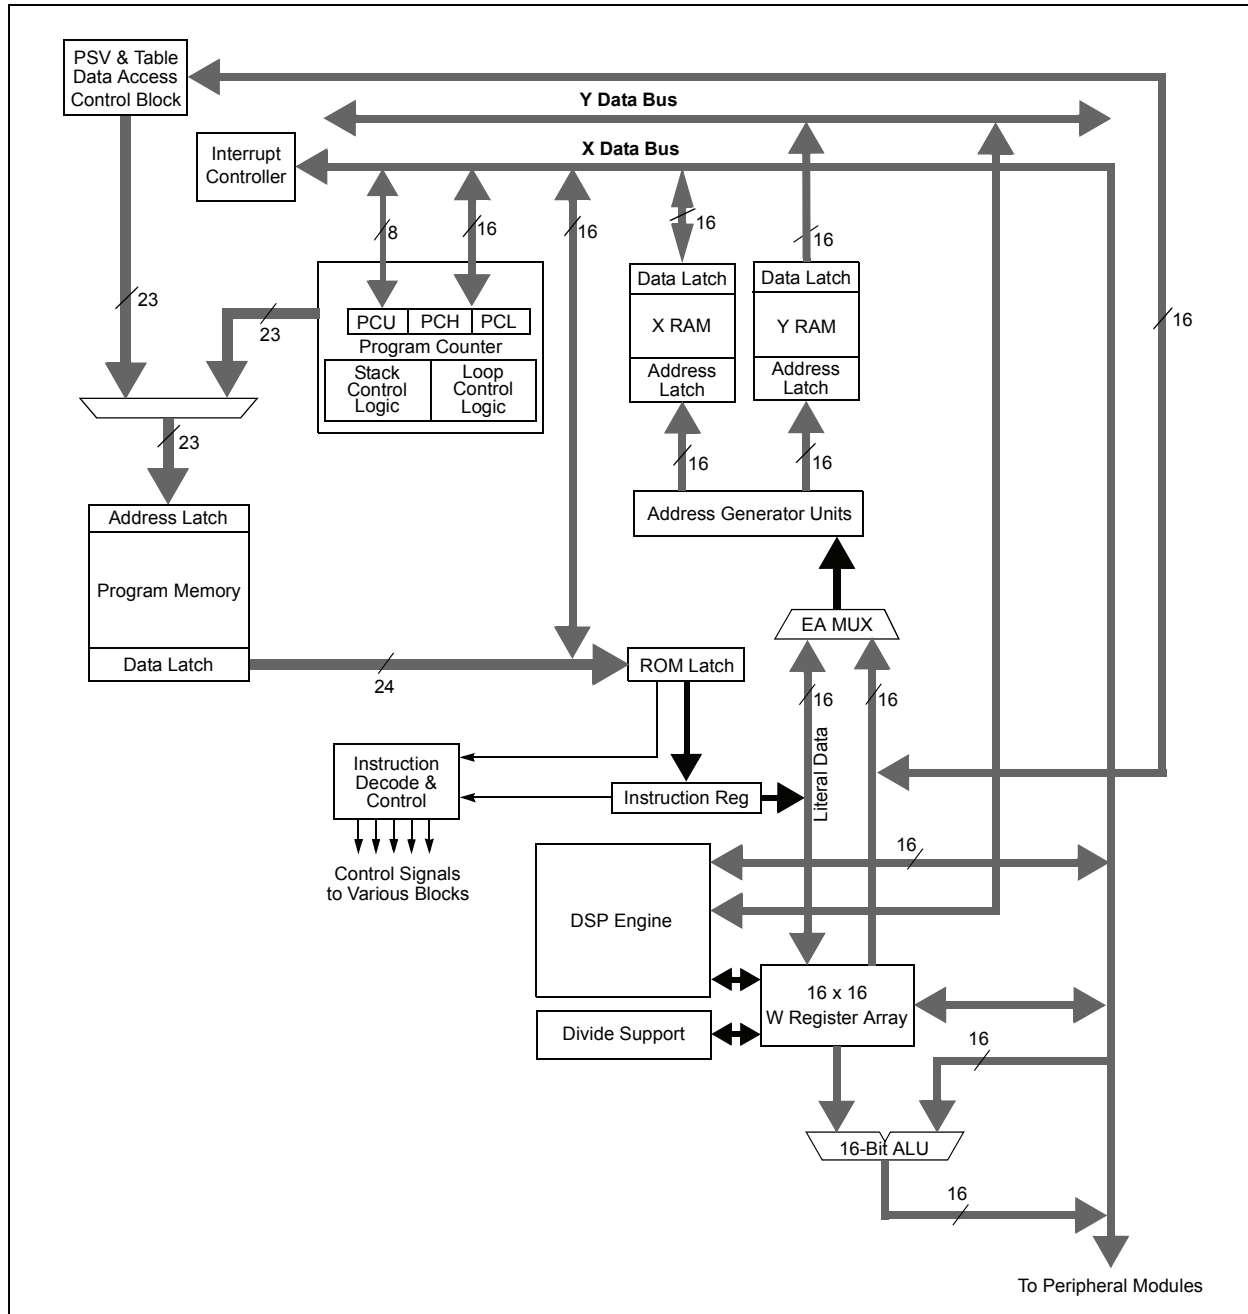 PSV & Table
Data Access
Control Block
Y Data Bus
X Data Bus
Interrupt
Controller
8
16
16
16
16
16
23
23
PCU
PCH
PCL
Program Counter
Stack
Control
Logic
Loop
Control
Logic
Data Latch
X RAM
Address
Latch
Data Latch
Y RAM
Address
Latch
23
16
16
Address Latch
Program Memory
Data Latch
24
Address Generator Units
EA MUX
ROM Latch
16
16
Literal Data
Instruction
Decode &
Control
Instruction Reg
Control Signals
to Various Blocks
16
DSP Engine
16 x 16
W Register Array
Divide Support
16
16-Bit ALU
16
To Peripheral Modules